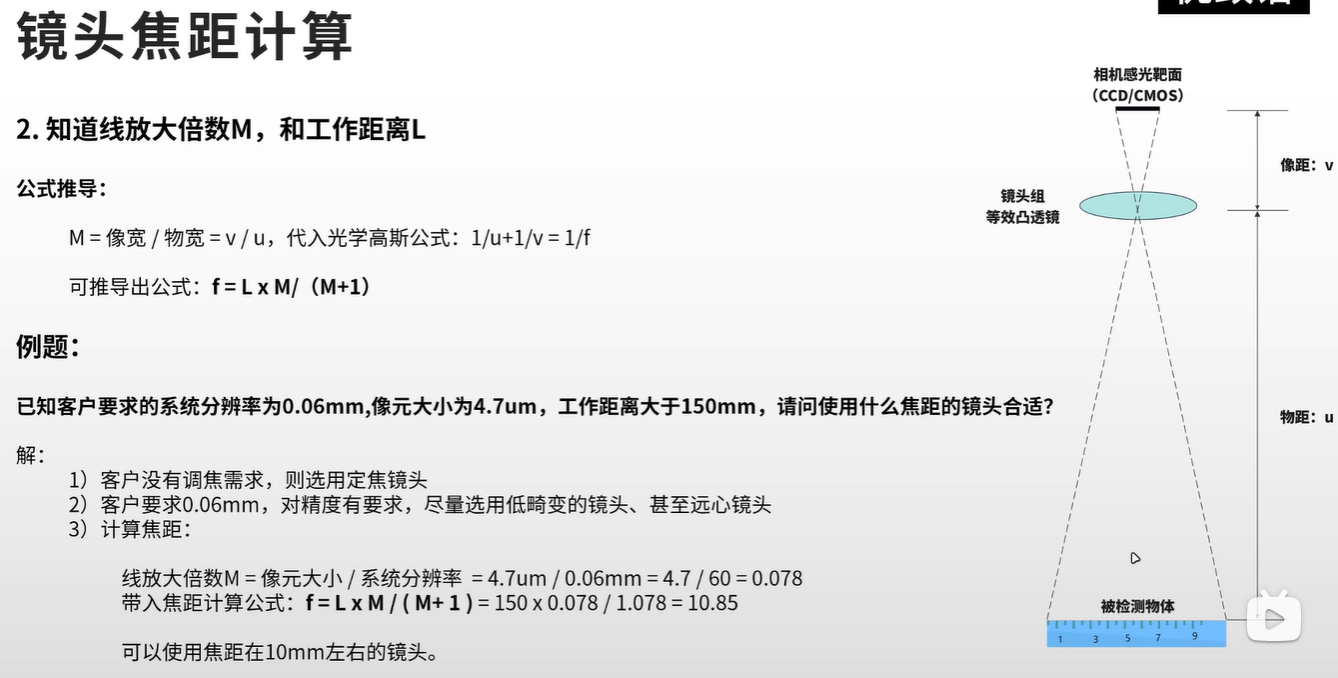 镜头焦距计算
2. 知道线放大倍数M，和工作距离L
公式推导：
M = 像宽 / 物宽 = v / u，代入光学高斯公式：1/u+1/v = 1/f
可推导出公式：f = L x M/（M+1）
例题：
已知客户要求的系统分辨率为0.06mm,像元大小为4.7um，工作距离大于150mm，请问使用什么焦距的镜头合适？
解：
1）客户没有调焦需求，则选用定焦镜头
2）客户要求0.06mm，对精度有要求，尽量选用低畸变的镜头、甚至远心镜头
3）计算焦距：
线放大倍数M = 像元大小 / 系统分辨率 = 4.7um / 0.06mm = 4.7 / 60 = 0.078
带入焦距计算公式：f = L x M / ( M+ 1 ) = 150 x 0.078 / 1.078 = 10.85
可以使用焦距在10mm左右的镜头。
相机感光靶面
（CCD/CMOS）
像距：v
镜头组
等效凸透镜
物距：u
被检测物体
1 3 5 7 9